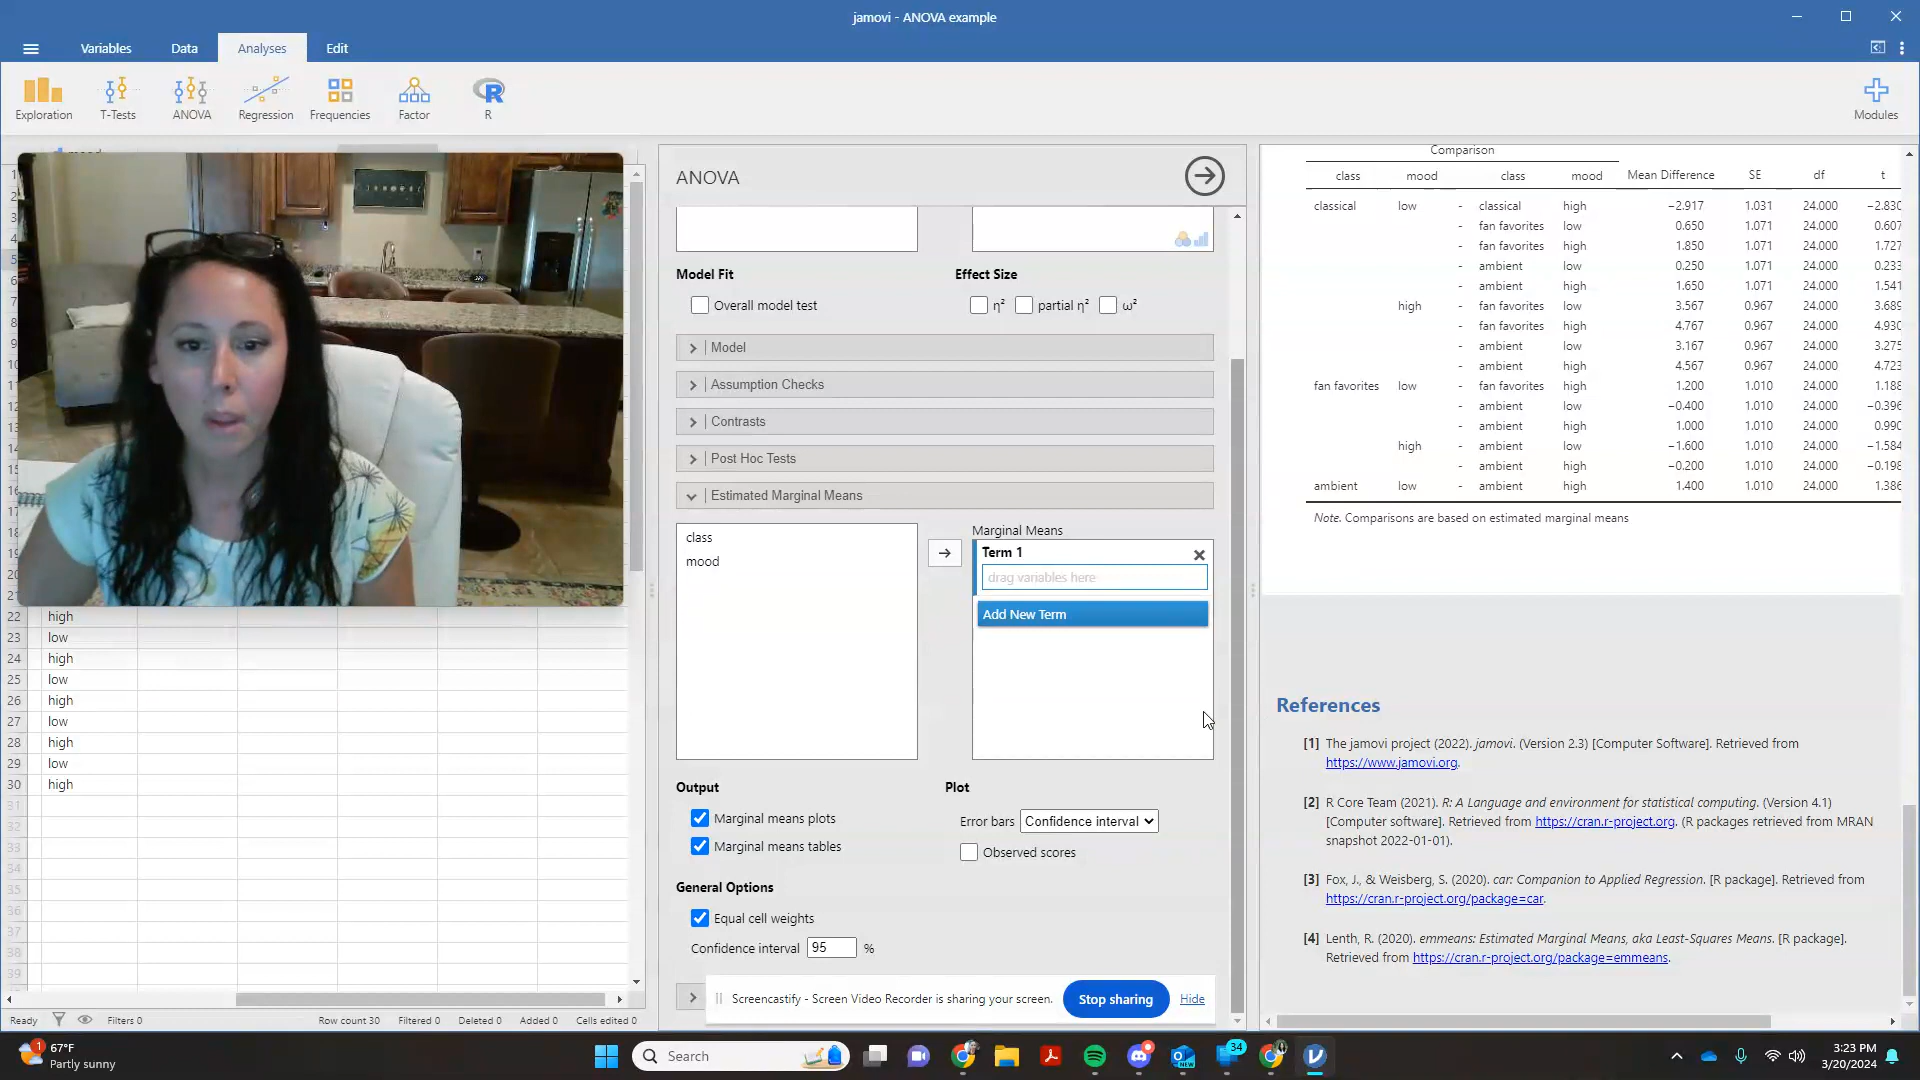 jamovi - ANOVA example
Variables
Data
Analyses
Edit
Exploration
T-Tests
ANOVA
Regression
Frequencies
Factor
R
Modules
ANOVA
Model Fit
Effect Size
Overall model test
η²
partial η²
ω²
Model
Assumption Checks
Contrasts
Post Hoc Tests
Estimated Marginal Means
class
mood
Marginal Means
Term 1
drag variables here
Add New Term
Output
Plot
Marginal means plots
Error bars Confidence interval
Marginal means tables
Observed scores
General Options
Equal cell weights
Confidence interval 95 %
Screencastify - Screen Video Recorder is sharing your screen.
Stop sharing
Hide
22 high
23 low
24 high
25 low
26 high
27 low
28 high
29 low
30 high
31
32
33
34
35
36
37
38
39
Ready
Filters 0
Row count 30
Filtered 0
Deleted 0
Added 0
Cells edited 0
Comparison
class mood class mood Mean Difference SE df t
classical low - classical high −2.917 1.031 24.000 −2.830
- fan favorites low 0.650 1.071 24.000 0.607
- fan favorites high 1.850 1.071 24.000 1.727
- ambient low 0.250 1.071 24.000 0.233
- ambient high 1.650 1.071 24.000 1.541
high - fan favorites low 3.567 0.967 24.000 3.689
- fan favorites high 4.767 0.967 24.000 4.930
- ambient low 3.167 0.967 24.000 3.275
- ambient high 4.567 0.967 24.000 4.723
fan favorites low - fan favorites high 1.200 1.010 24.000 1.188
- ambient low −0.400 1.010 24.000 −0.396
- ambient high 1.000 1.010 24.000 0.990
high - ambient low −1.600 1.010 24.000 −1.584
- ambient high −0.200 1.010 24.000 −0.198
ambient low - ambient high 1.400 1.010 24.000 1.386
Note. Comparisons are based on estimated marginal means
References
[1] The jamovi project (2022). jamovi. (Version 2.3) [Computer Software]. Retrieved from
https://www.jamovi.org.
[2] R Core Team (2021). R: A Language and environment for statistical computing. (Version 4.1)
[Computer software]. Retrieved from https://cran.r-project.org. (R packages retrieved from MRAN
snapshot 2022-01-01).
[3] Fox, J., & Weisberg, S. (2020). car: Companion to Applied Regression. [R package]. Retrieved from
https://cran.r-project.org/package=car.
[4] Lenth, R. (2020). emmeans: Estimated Marginal Means, aka Least-Squares Means. [R package].
Retrieved from https://cran.r-project.org/package=emmeans.
1
67°F
Partly sunny
Search
NEW
34
3:23 PM
3/20/2024